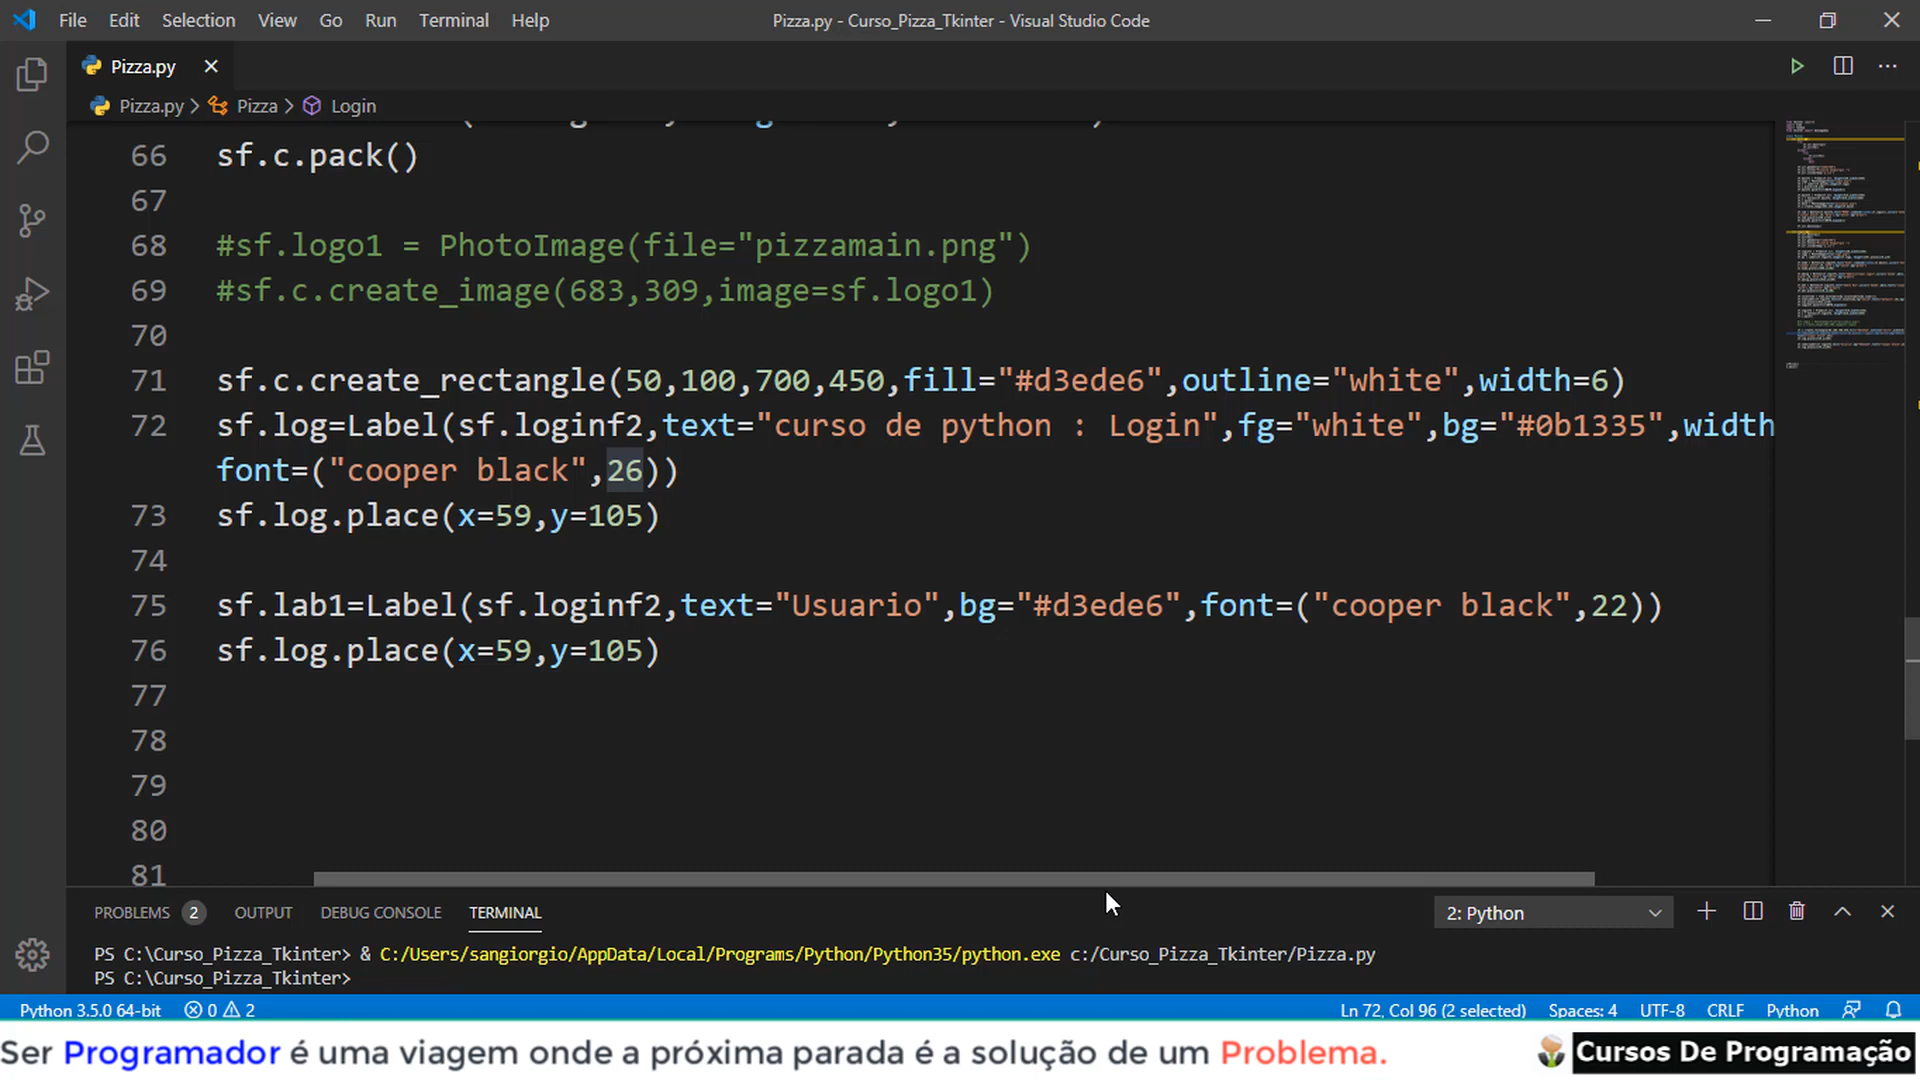 File Edit Selection View Go Run Terminal Help
Pizza.py - Curso_Pizza_Tkinter - Visual Studio Code
Pizza.py
Pizza.py > Pizza > Login
66 sf.c.pack()
67
68 #sf.logo1 = PhotoImage(file="pizzamain.png")
69 #sf.c.create_image(683,309,image=sf.logo1)
70
71 sf.c.create_rectangle(50,100,700,450,fill="#d3ede6",outline="white",width=6)
72 sf.log=Label(sf.loginf2,text="curso de python : Login",fg="white",bg="#0b1335",width
font=("cooper black",26))
73 sf.log.place(x=59,y=105)
74
75 sf.lab1=Label(sf.loginf2,text="Usuario",bg="#d3ede6",font=("cooper black",22))
76 sf.log.place(x=59,y=105)
77
78
79
80
81
PROBLEMS 2 OUTPUT DEBUG CONSOLE TERMINAL 2: Python
PS C:\Curso_Pizza_Tkinter> & C:/Users/sangiorgio/AppData/Local/Programs/Python/Python35/python.exe c:/Curso_Pizza_Tkinter/Pizza.py
PS C:\Curso_Pizza_Tkinter>
Python 3.5.0 64-bit 0 2 Ln 72, Col 96 (2 selected) Spaces: 4 UTF-8 CRLF Python
Ser Programador é uma viagem onde a próxima parada é a solução de um Problema.
Cursos De Programação